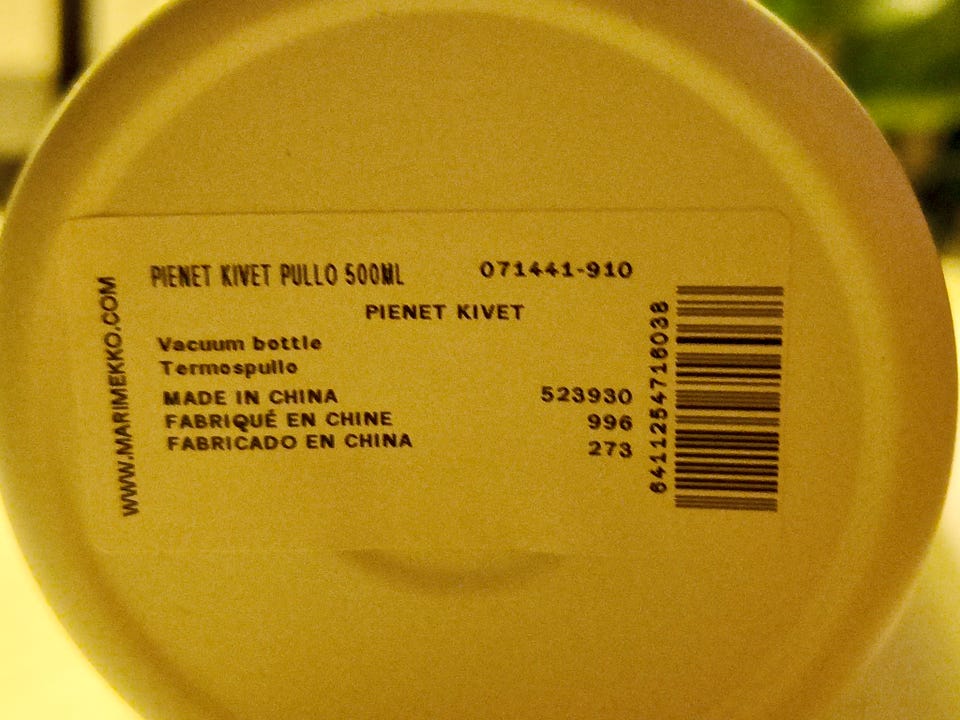 WWW.MARIMEKKO.COM
PIENET KIVET PULLO 500ML 071441-910
PIENET KIVET
Vacuum bottle
Termospullo
MADE IN CHINA 523930
FABRIQUÉ EN CHINE 996
FABRICADO EN CHINA 273
6411254716038